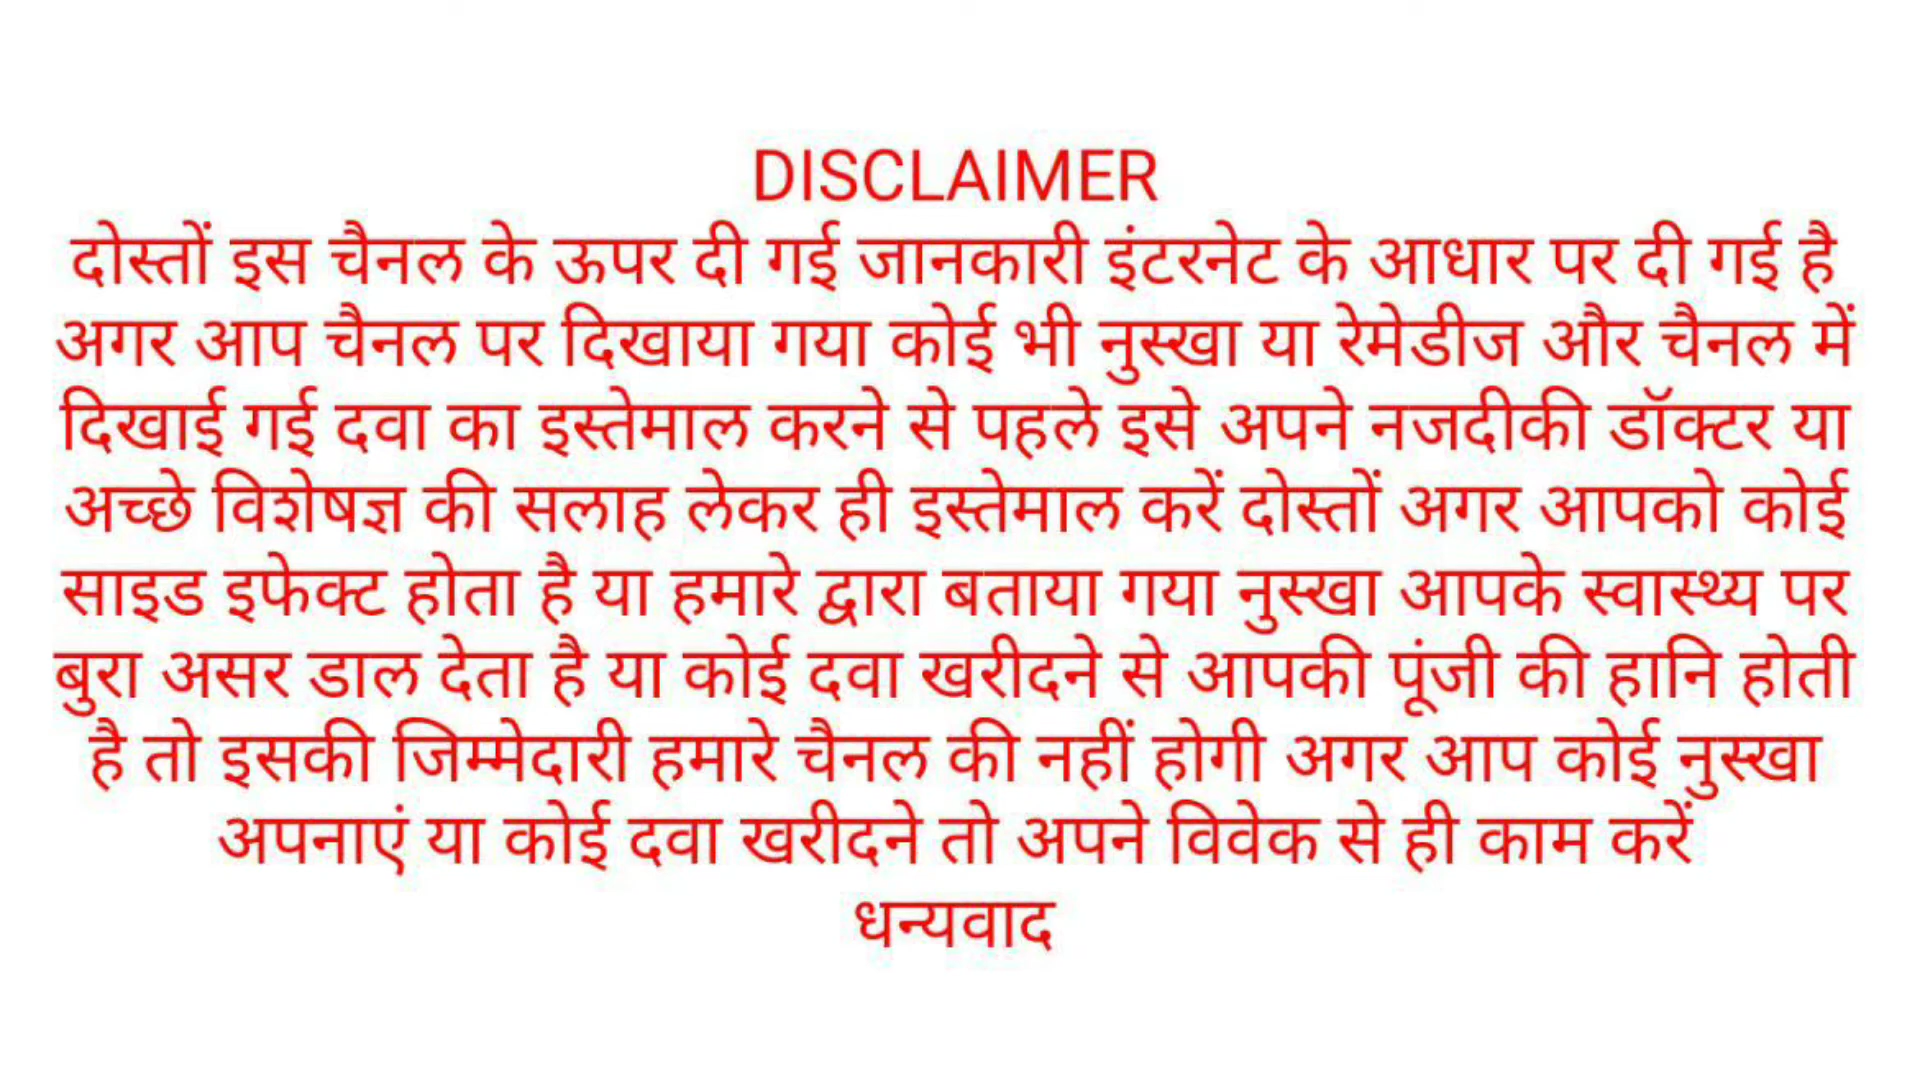 DISCLAIMER
दोस्तों इस चैनल के ऊपर दी गई जानकारी इंटरनेट के आधार पर दी गई है
अगर आप चैनल पर दिखाया गया कोई भी नुस्खा या रेमेडीज और चैनल में
दिखाई गई दवा का इस्तेमाल करने से पहले इसे अपने नजदीकी डॉक्टर या
अच्छे विशेषज्ञ की सलाह लेकर ही इस्तेमाल करें दोस्तों अगर आपको कोई
साइड इफेक्ट होता है या हमारे द्वारा बताया गया नुस्खा आपके स्वास्थ्य पर
बुरा असर डाल देता है या कोई दवा खरीदने से आपकी पूंजी की हानि होती
है तो इसकी जिम्मेदारी हमारे चैनल की नहीं होगी अगर आप कोई नुस्खा
अपनाएं या कोई दवा खरीदने तो अपने विवेक से ही काम करें
धन्यवाद